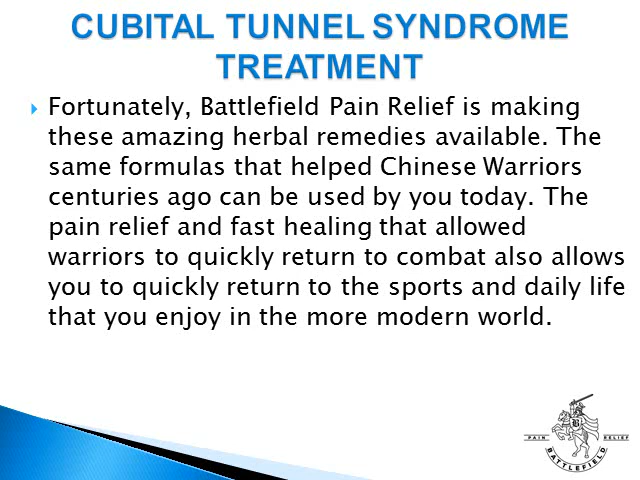 CUBITAL TUNNEL SYNDROME
TREATMENT
Fortunately, Battlefield Pain Relief is making
these amazing herbal remedies available. The
same formulas that helped Chinese Warriors
centuries ago can be used by you today. The
pain relief and fast healing that allowed
warriors to quickly return to combat also allows
you to quickly return to the sports and daily life
that you enjoy in the more modern world.
PAIN RELIEF
B
BATTLEFIELD